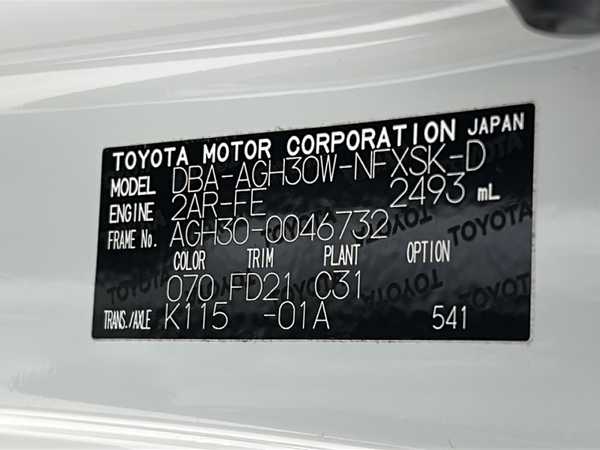 TOYOTA MOTOR CORPORATION JAPAN
MODEL DBA-AGH30W-NFXSK-D
ENGINE 2AR-FE 2493 mL
FRAME No. AGH30-0046732
COLOR TRIM PLANT OPTION
070 FD21 C31
TRANS./AXLE K115 -01A 541